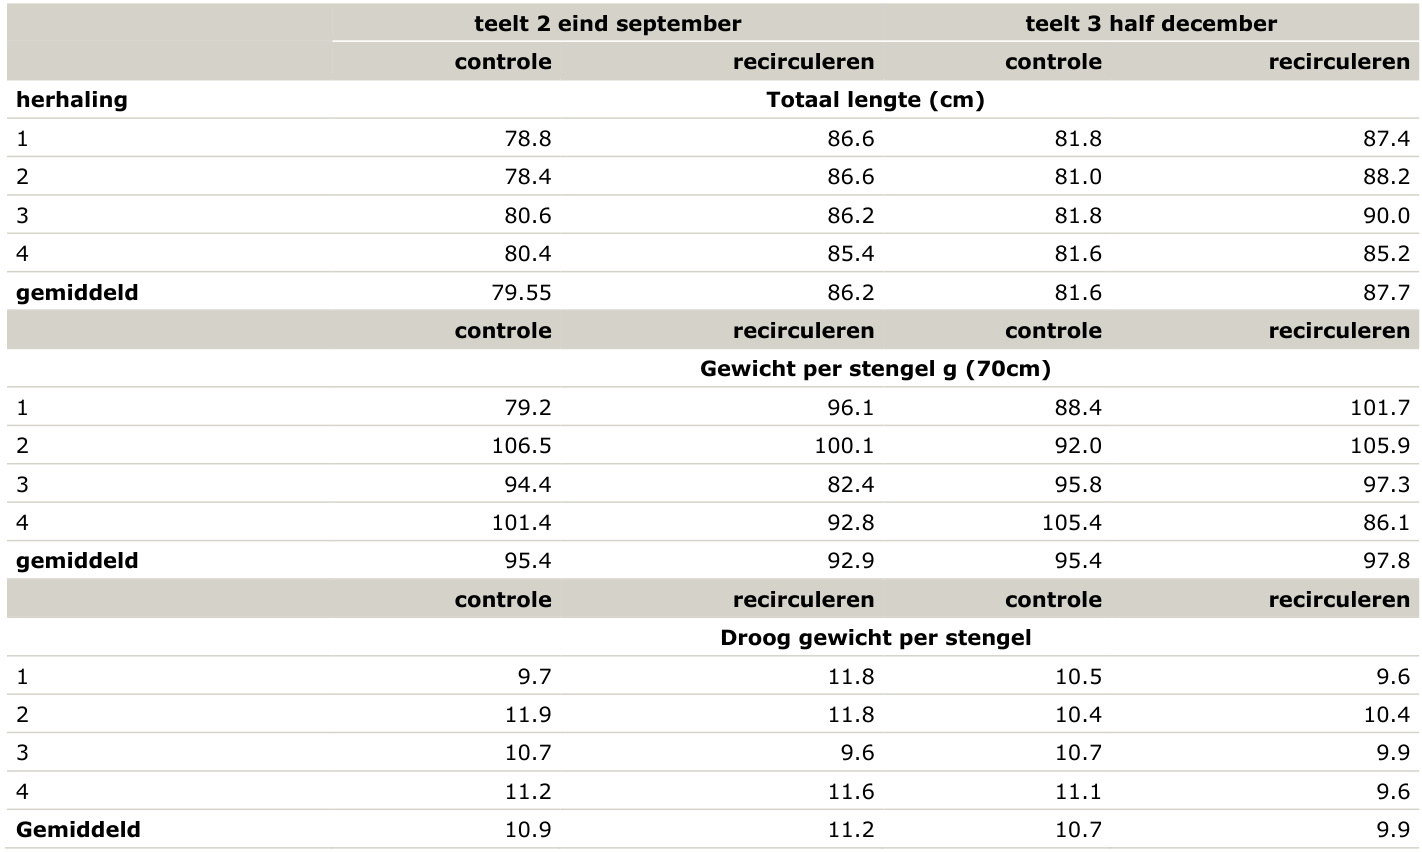 teelt 2 eind september teelt 3 half december
controle recirculeren controle recirculeren
herhaling Totaal lengte (cm)
1 78.8 86.6 81.8 87.4
2 78.4 86.6 81.0 88.2
3 80.6 86.2 81.8 90.0
4 80.4 85.4 81.6 85.2
gemiddeld 79.55 86.2 81.6 87.7
controle recirculeren controle recirculeren
Gewicht per stengel g (70cm)
1 79.2 96.1 88.4 101.7
2 106.5 100.1 92.0 105.9
3 94.4 82.4 95.8 97.3
4 101.4 92.8 105.4 86.1
gemiddeld 95.4 92.9 95.4 97.8
controle recirculeren controle recirculeren
Droog gewicht per stengel
1 9.7 11.8 10.5 9.6
2 11.9 11.8 10.4 10.4
3 10.7 9.6 10.7 9.9
4 11.2 11.6 11.1 9.6
Gemiddeld 10.9 11.2 10.7 9.9